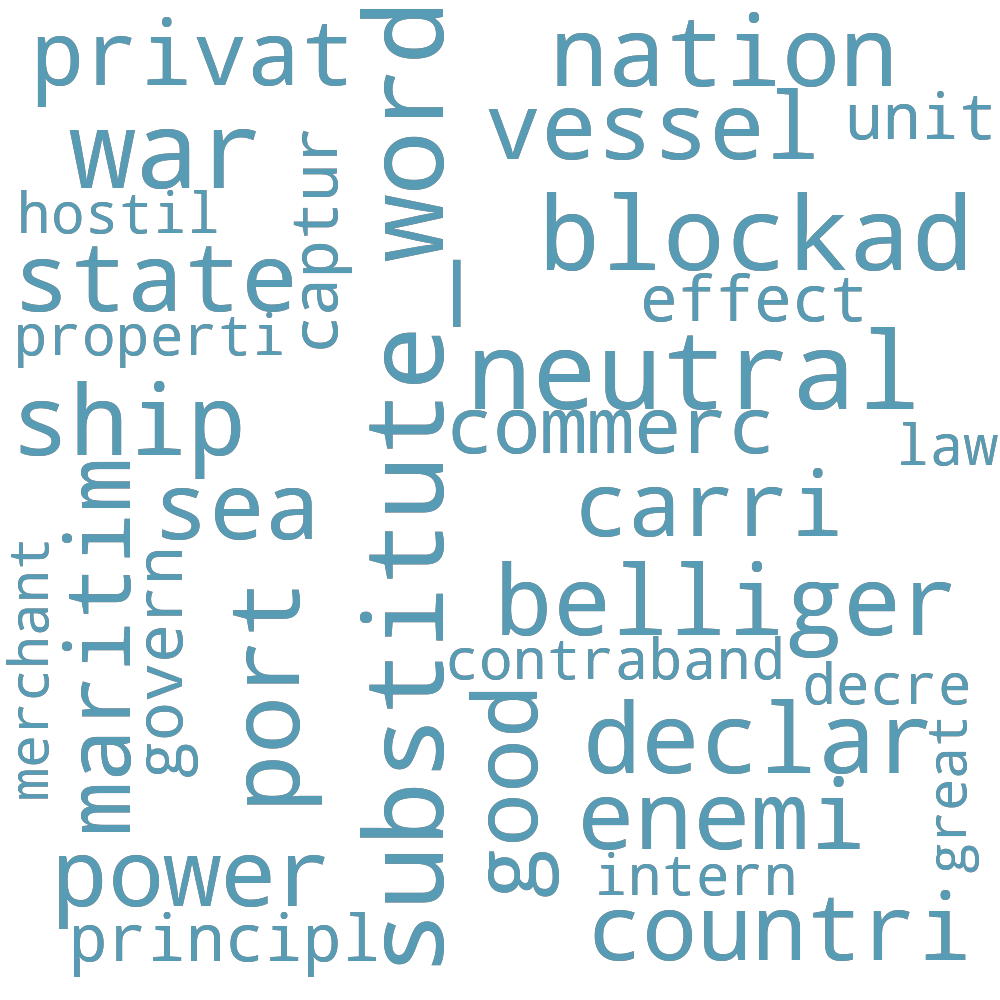 privat
nation
vessel
unit
war
captur
hostil
substitute_word
blockad
state
effect
properti
neutral
ship
commerc
law
maritim
sea
carri
merchant
govern
port
belliger
contraband
decre
good
declar
great
enemi
power
intern
countri
principl